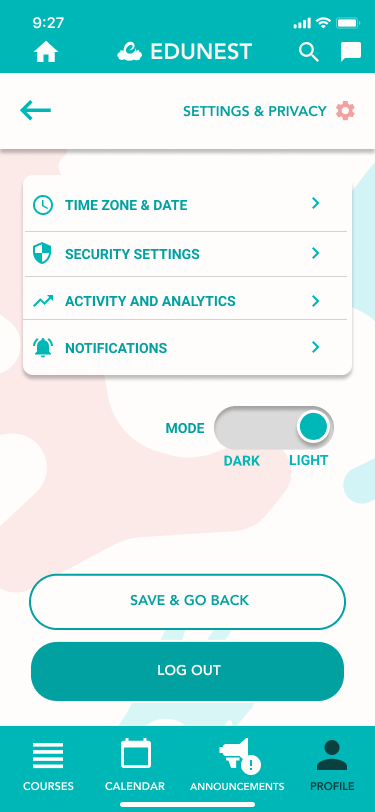 9:27
EDUNEST
SETTINGS & PRIVACY
TIME ZONE & DATE
SECURITY SETTINGS
ACTIVITY AND ANALYTICS
NOTIFICATIONS
MODE
DARK LIGHT
SAVE & GO BACK
LOG OUT
COURSES CALENDAR ANNOUNCEMENTS PROFILE